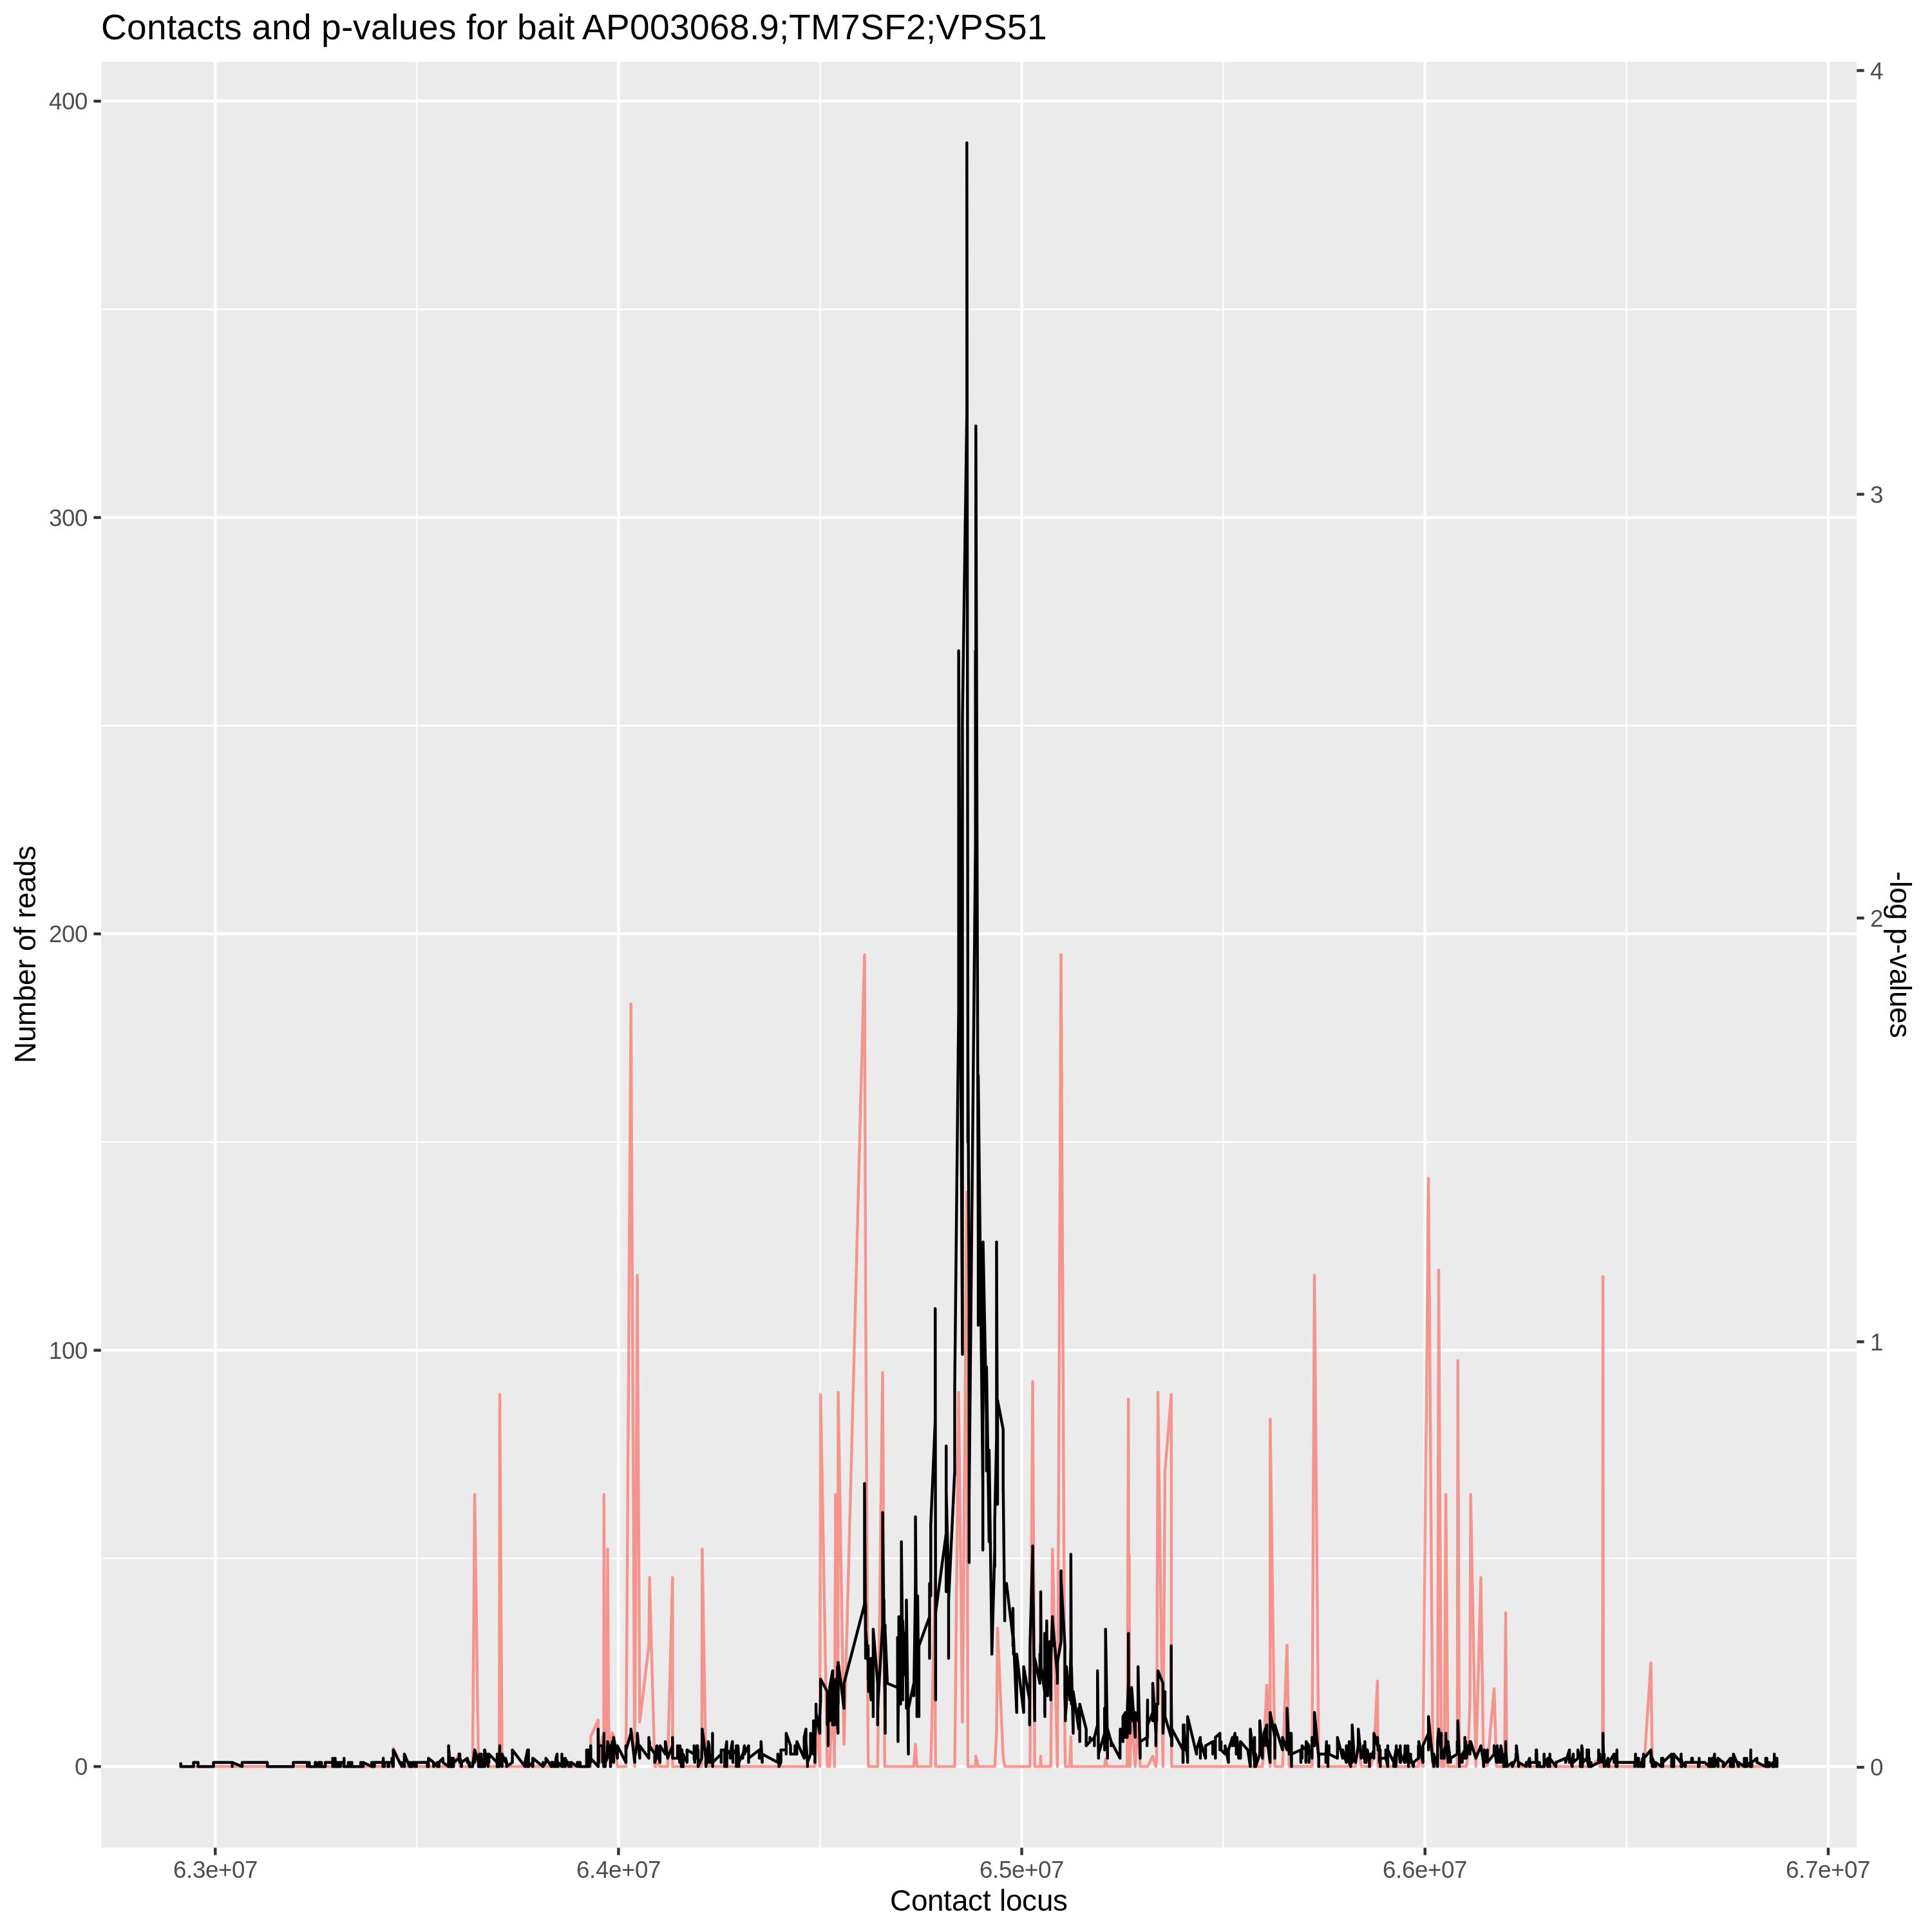 Contacts and p-values for bait AP003068.9;TM7SF2;VPS51
400
300
200
100
0
Number of reads
4
3
2
1
0
-log p-values
6.3e+07 6.4e+07 6.5e+07 6.6e+07 6.7e+07
Contact locus